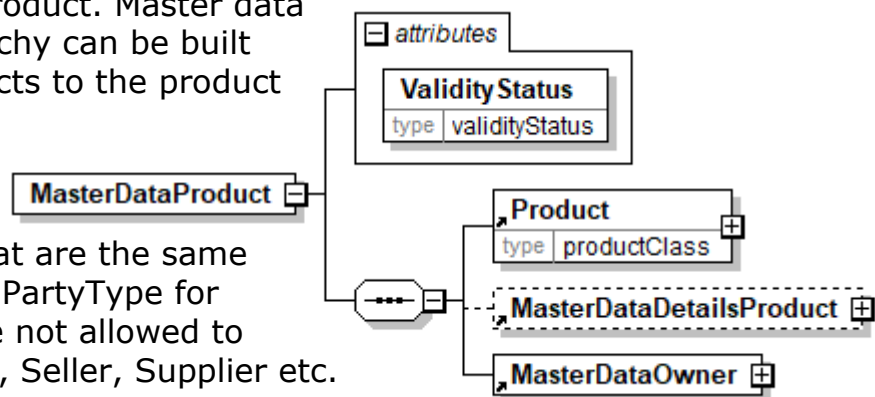 roduct. Master data
chy can be built
cts to the product
attributes
ValidityStatus
type validityStatus
MasterDataProduct
Product
type productClass
at are the same
PartyType for
e not allowed to
, Seller, Supplier etc.
MasterDataDetailsProduct
MasterDataOwner